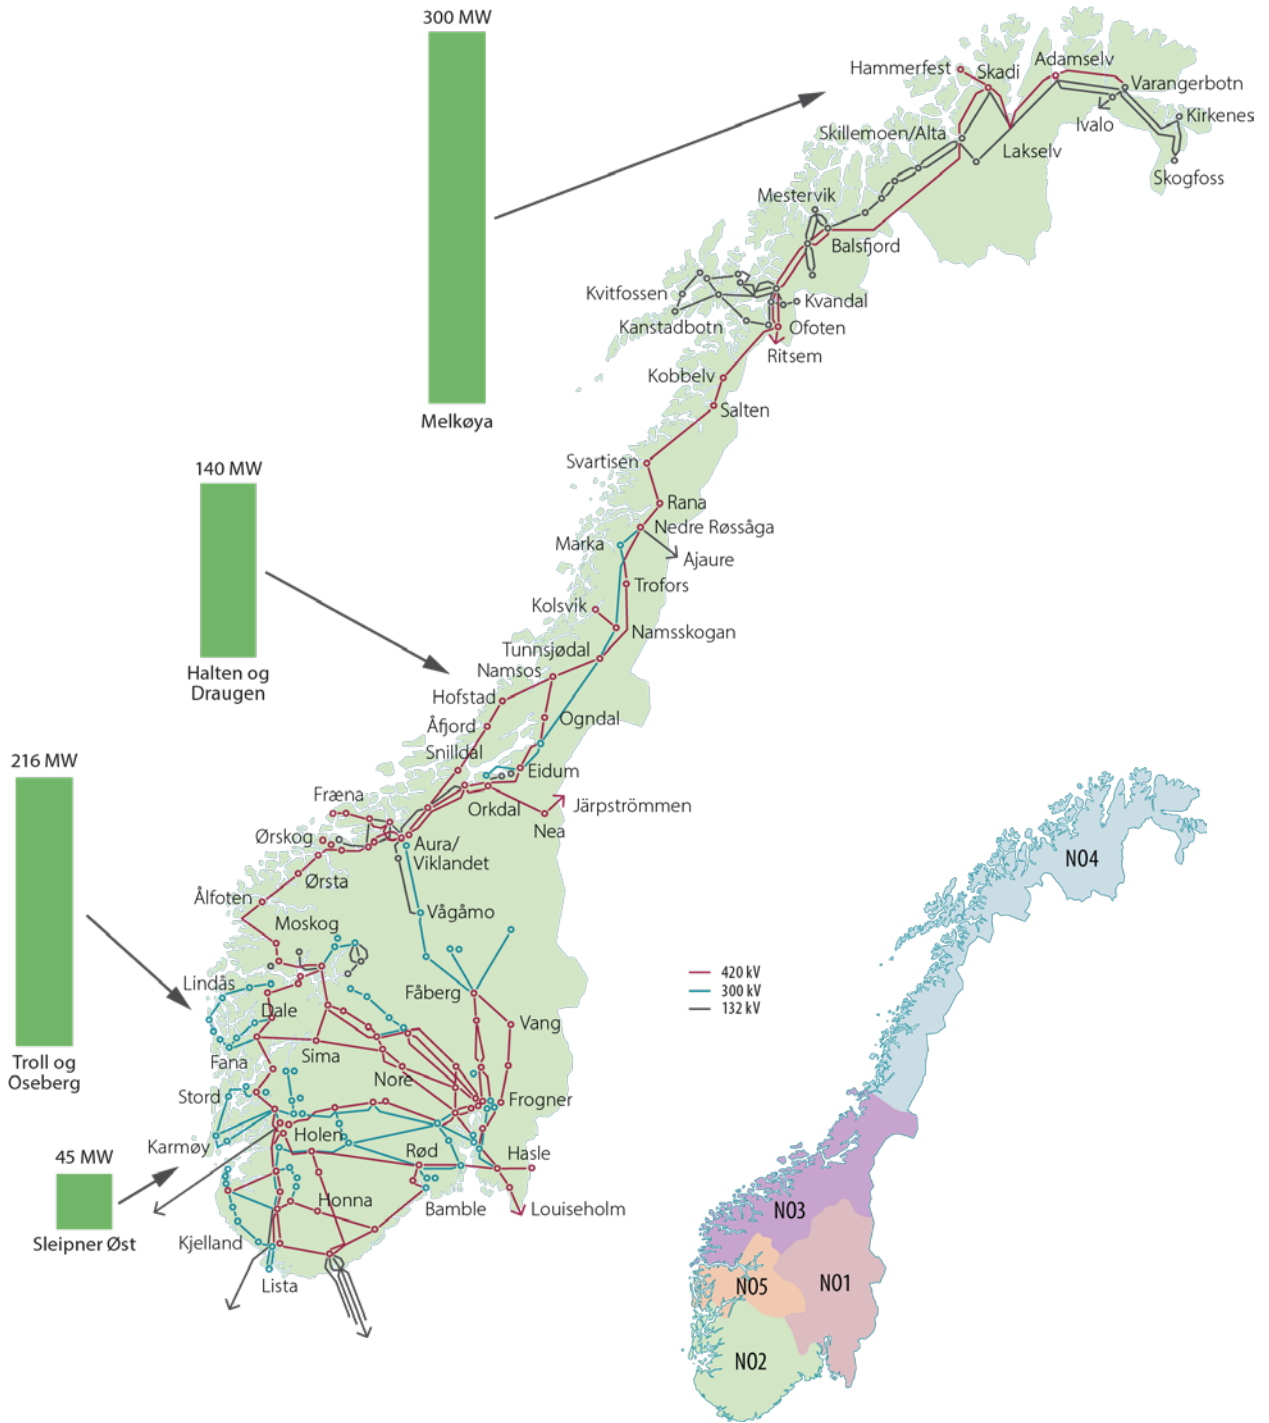 300 MW
Melkøya
140 MW
Halten og
Draugen
216 MW
Troll og
Oseberg
45 MW
Sleipner Øst
Hammerfest
Skadi
Adamselv
Varangerbotn
Kirkenes
Ivalo
Skillemoen/Alta
Lakselv
Skogfoss
Mestervik
Balsfjord
Kvitfossen
Kvandal
Kanstadbotn
Ofoten
Ritsem
Kobbelv
Salten
Svartisen
Rana
Nedre Røssåga
Marka
Ajaure
Trofors
Kolsvik
Namsskogan
Tunnsjødal
Namsos
Hofstad
Ogndal
Åfjord
Snilldal
Eidum
Fræna
Orkdal
Järpströmmen
Nea
Ørskog
Aura/
Viklandet
Ørsta
Ålfoten
Vågåmo
Moskog
Lindås
Fåberg
Dale
Vang
Fana
Sima
Nore
Stord
Frogner
Holen
Karmøy
Rød
Hasle
Honna
Bamble
Louiseholm
Kjelland
Lista
420 kV
300 kV
132 kV
NO4
NO3
NO5
NO1
NO2